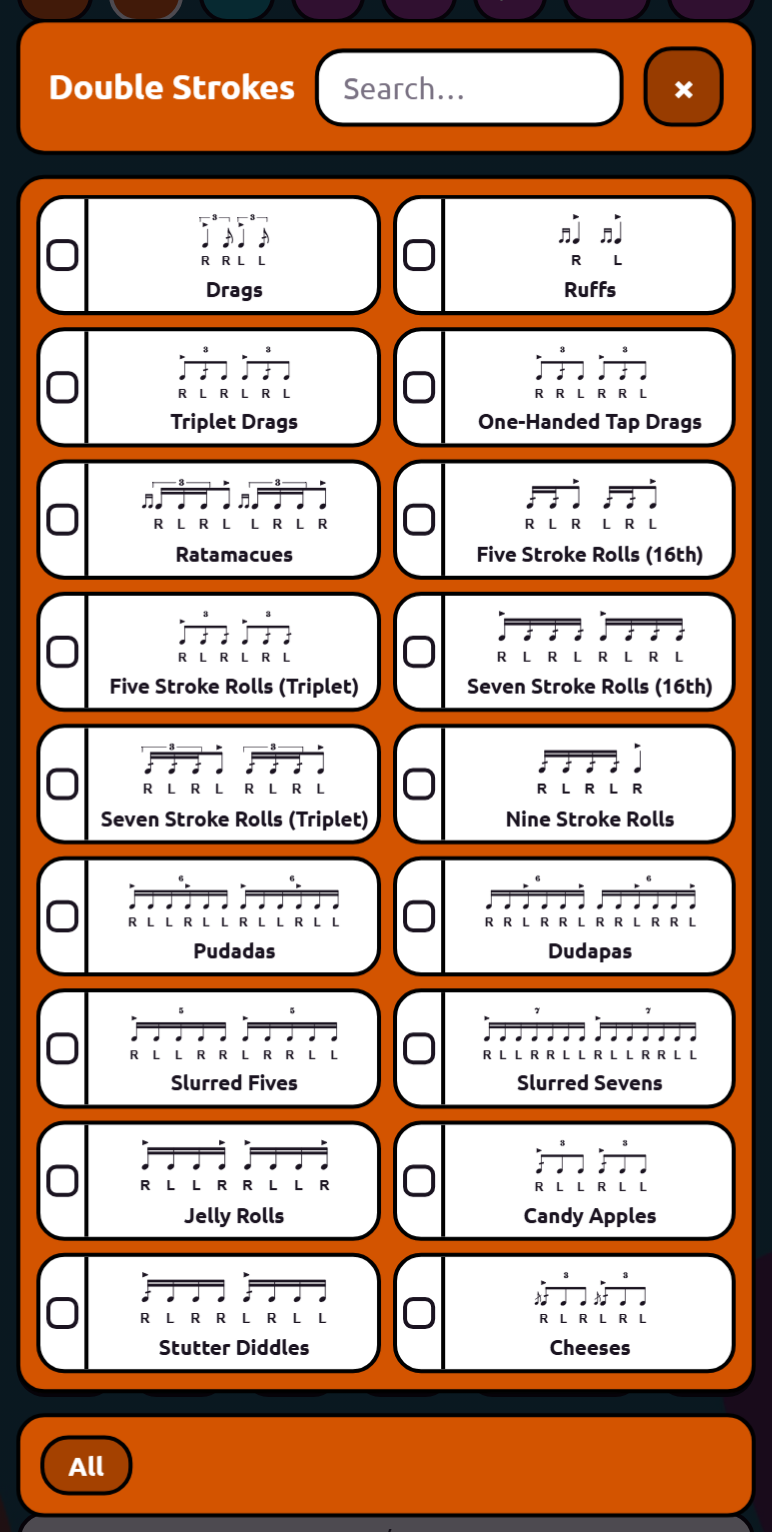 Double Strokes
Search...
×
3 3
R R L L
Drags
R L
Ruffs
3 3
R L R L R L
Triplet Drags
3 3
R R L R R L
One-Handed Tap Drags
3 3
R L R L L R L R
Ratamacues
R L R L R L
Five Stroke Rolls (16th)
3 3
R L R L R L
Five Stroke Rolls (Triplet)
R L R L R L R L
Seven Stroke Rolls (16th)
3 3
R L R L R L R L
Seven Stroke Rolls (Triplet)
R L R L R
Nine Stroke Rolls
6 6
R L L R L L R L L R L L
Pudadas
6 6
R R L R R L R R L R R L
Dudapas
5 5
R L L R R L R R L L
Slurred Fives
7 7
R L L R R L L R L L R R L L
Slurred Sevens
R L L R R L L R
Jelly Rolls
3 3
R L L R L L
Candy Apples
R L R R L R L L
Stutter Diddles
3 3
R L R L R L
Cheeses
All